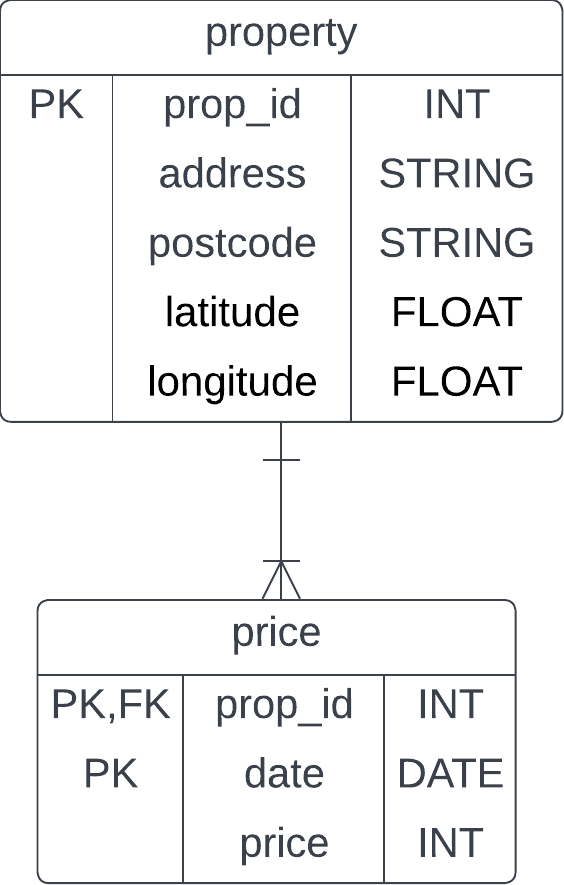 property
PK prop_id INT
address STRING
postcode STRING
latitude FLOAT
longitude FLOAT
price
PK,FK prop_id INT
PK date DATE
price INT